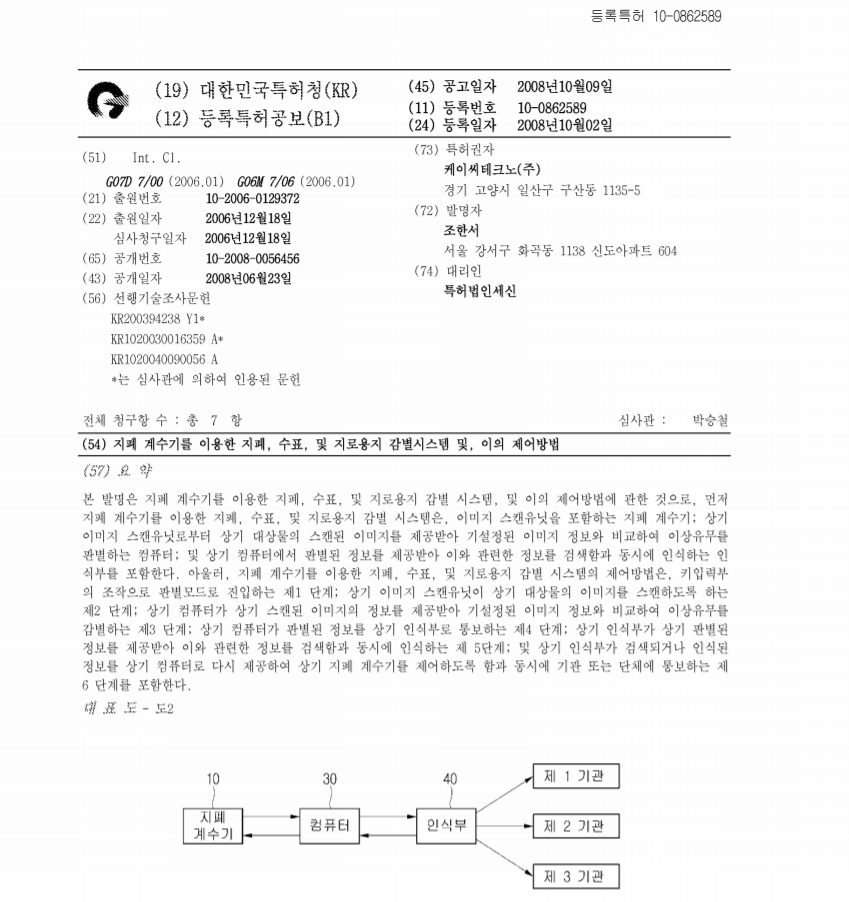 등록특허 10-0862589
(19) 대한민국특허청(KR)
(12) 등록특허공보(B1)
(45) 공고일자 2008년10월09일
(11) 등록번호 10-0862589
(24) 등록일자 2008년10월02일
(51) Int. Cl.
G07D 7/00 (2006.01) G06M 7/06 (2006.01)
(21) 출원번호 10-2006-0129372
(22) 출원일자 2006년12월18일
심사청구일자 2006년12월18일
(65) 공개번호 10-2008-0056456
(43) 공개일자 2008년06월23일
(56) 선행기술조사문헌
KR200394238 Y1*
KR1020030016359 A*
KR1020040090056 A
*는 심사관에 의하여 인용된 문헌
(73) 특허권자
케이씨테크노(주)
경기 고양시 일산구 구산동 1135-5
(72) 발명자
조한서
서울 강서구 화곡동 1138 신도아파트 604
(74) 대리인
특허법인세신
전체 청구항 수 : 총 7 항 심사관 : 박승철
(54) 지폐 계수기를 이용한 지폐, 수표, 및 지로용지 감별시스템 및, 이의 제어방법
(57) 요 약
본 발명은 지폐 계수기를 이용한 지폐, 수표, 및 지로용지 감별 시스템, 및 이의 제어방법에 관한 것으로, 먼저
지폐 계수기를 이용한 지폐, 수표, 및 지로용지 감별 시스템은, 이미지 스캔유닛을 포함하는 지폐 계수기; 상기
이미지 스캔유닛로부터 상기 대상물의 스캔된 이미지를 제공받아 기설정된 이미지 정보와 비교하여 이상유무를
판별하는 컴퓨터; 및 상기 컴퓨터에서 판별된 정보를 제공받아 이와 관련한 정보를 검색함과 동시에 인식하는 인
식부를 포함한다. 아울러, 지폐 계수기를 이용한 지폐, 수표, 및 지로용지 감별 시스템의 제어방법은, 키입력부
의 조작으로 판별모드로 진입하는 제1 단계; 상기 이미지 스캔유닛이 상기 대상물의 이미지를 스캔하도록 하는
제2 단계; 상기 컴퓨터가 상기 스캔된 이미지의 정보를 제공받아 기설정된 이미지 정보와 비교하여 이상유무를
감별하는 제3 단계; 상기 컴퓨터가 판별된 정보를 상기 인식부로 통보하는 제4 단계; 상기 인식부가 상기 판별된
정보를 제공받아 이와 관련한 정보를 검색함과 동시에 인식하는 제 5단계; 및 상기 인식부가 검색되거나 인식된
정보를 상기 컴퓨터로 다시 제공하여 상기 지폐 계수기를 제어하도록 함과 동시에 기관 또는 단체에 통보하는 제
6 단계를 포함한다.
대 표 도 - 도2
10 30 40
지폐
계수기
컴퓨터
인식부
제 1 기관
제 2 기관
제 3 기관